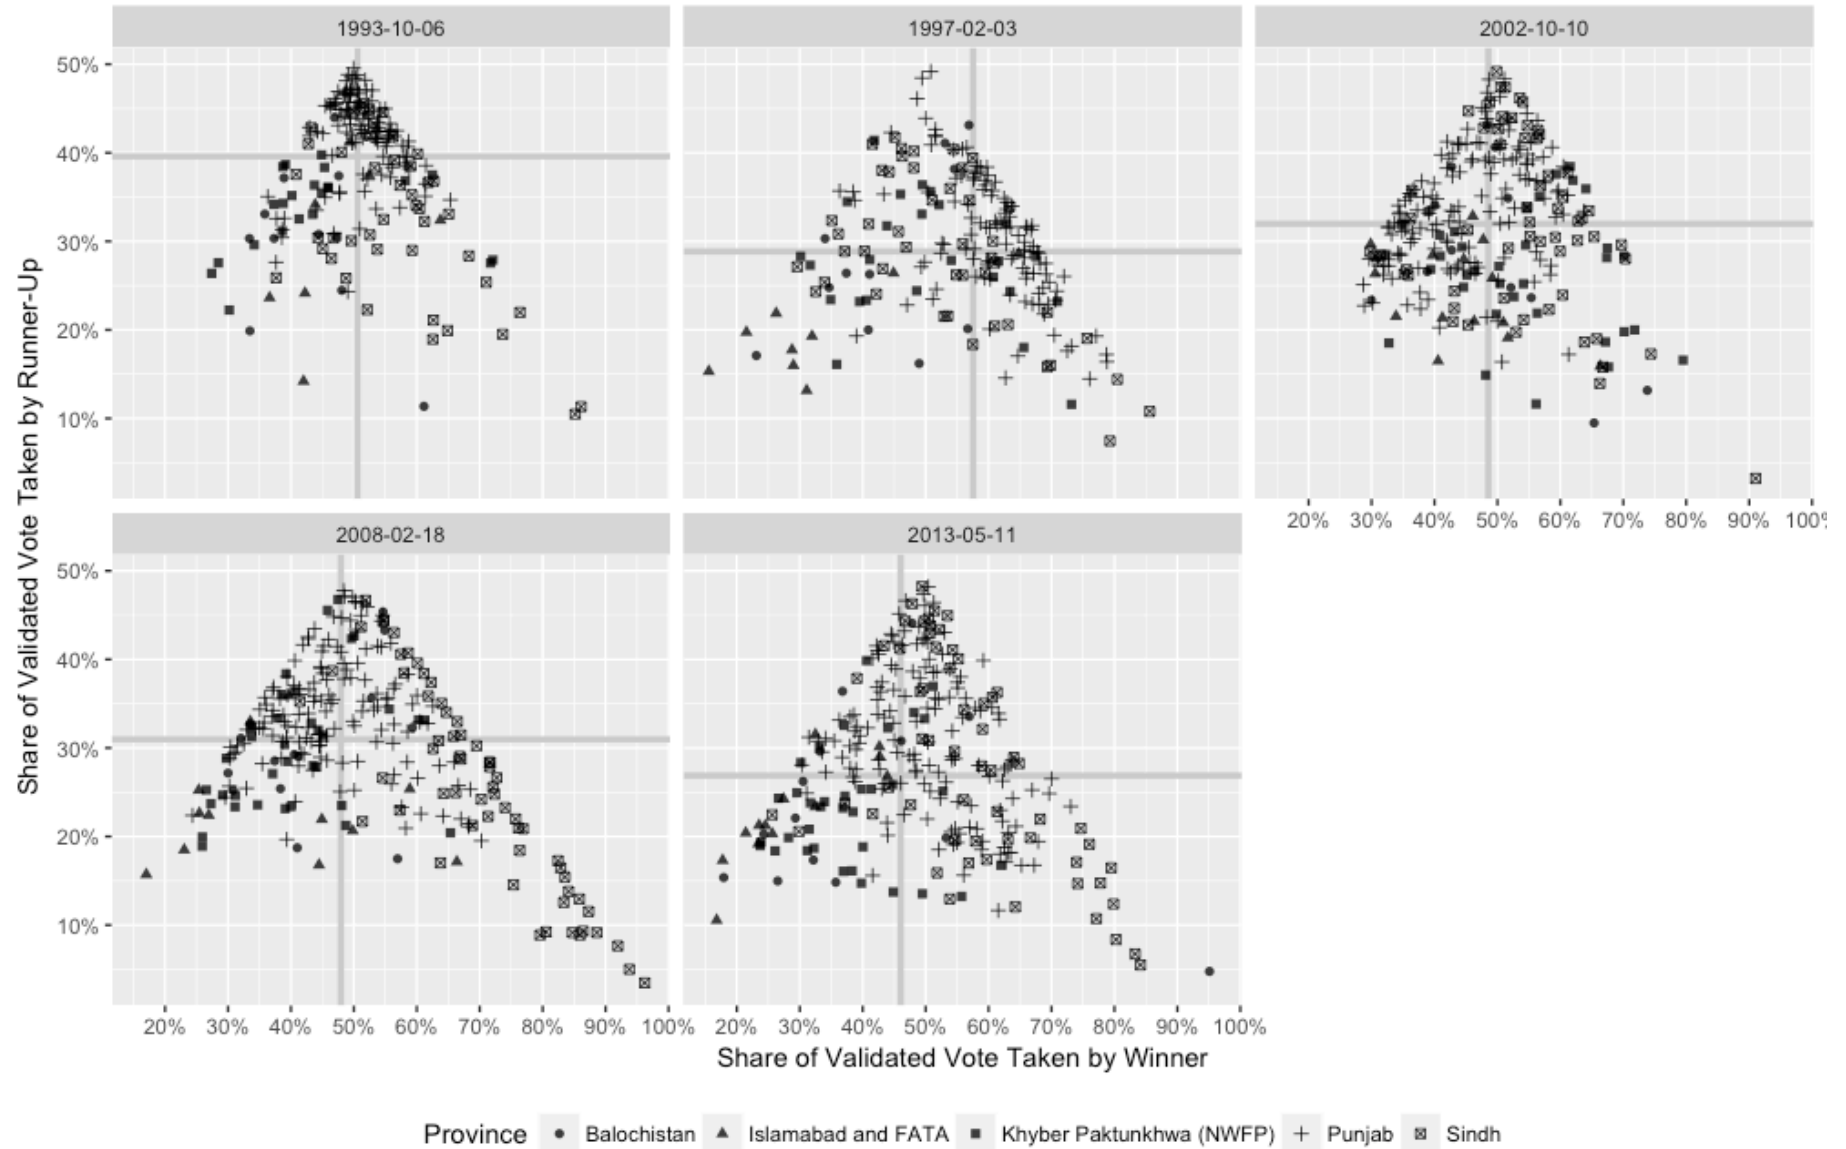 1993-10-06
1997-02-03
2002-10-10
50%
40%
30%
20%
10%
20% 30% 40% 50% 60% 70% 80% 90% 100%
2008-02-18
2013-05-11
50%
40%
30%
20%
10%
20% 30% 40% 50% 60% 70% 80% 90% 100%
20% 30% 40% 50% 60% 70% 80% 90% 100%
Share of Validated Vote Taken by Runner-Up
Share of Validated Vote Taken by Winner
Province Balochistan Islamabad and FATA Khyber Paktunkhwa (NWFP) Punjab Sindh